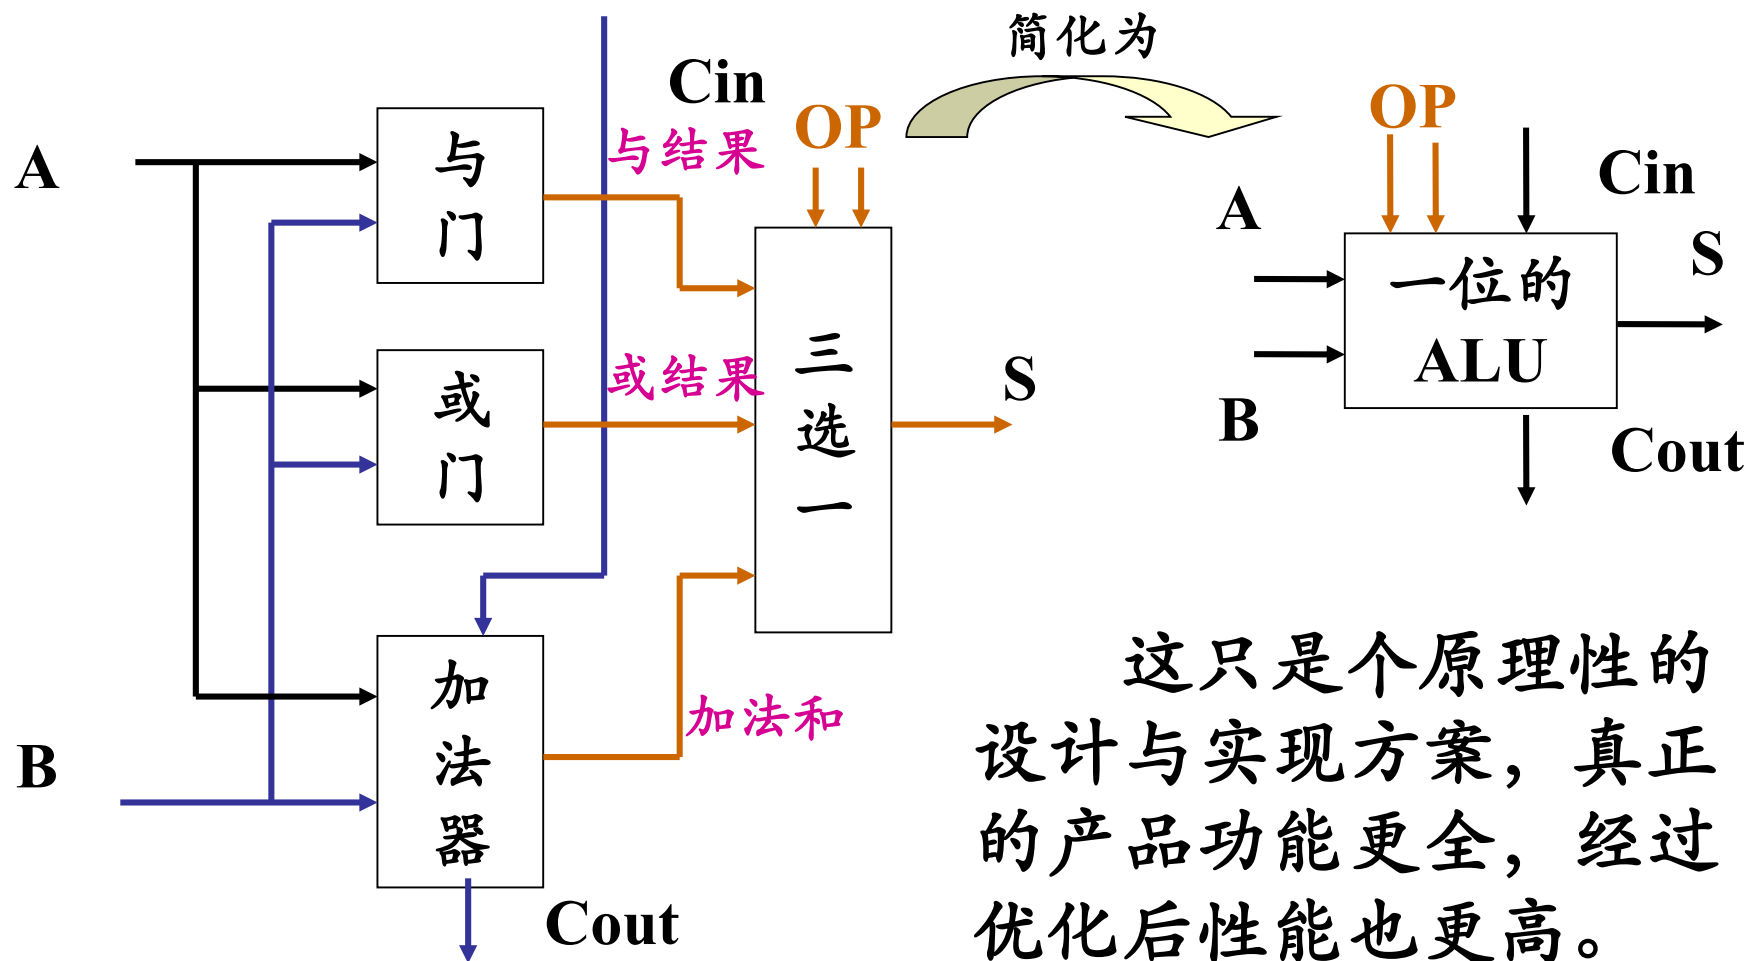 简化为
Cin
OP
OP
与结果
A
与
门
Cin
A
S
一位的
ALU
三
选
一
或结果
S
或
门
B
Cout
加
法
器
加法和
B
Cout
这只是个原理性的
设计与实现方案，真正
的产品功能更全，经过
优化后性能也更高。